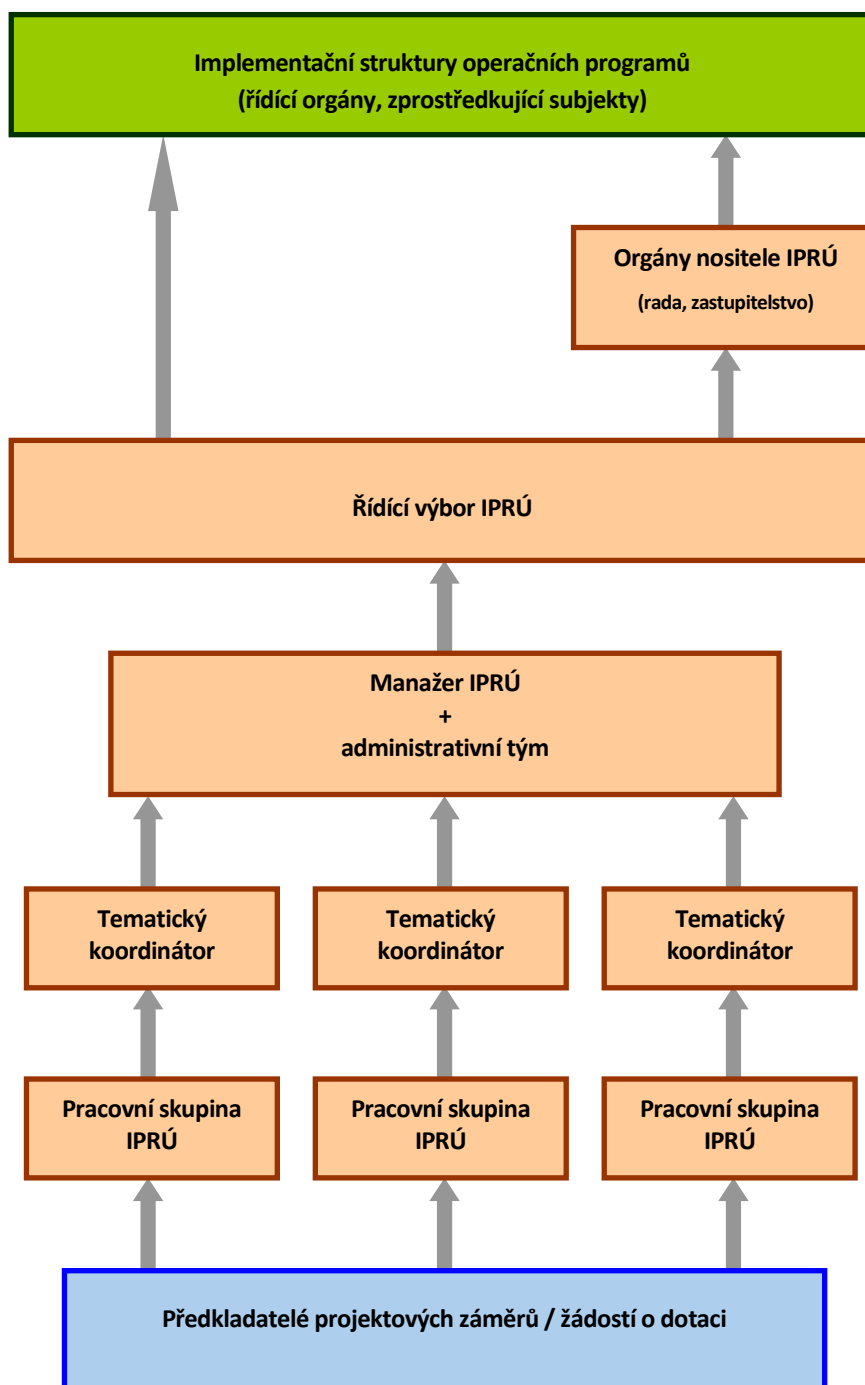 Implementační struktury operačních programů
(řídící orgány, zprostředkující subjekty)
Orgány nositele IPRÚ
(rada, zastupitelstvo)
Řídící výbor IPRÚ
Manažer IPRÚ
+
administrativní tým
Tematický
koordinátor
Tematický
koordinátor
Tematický
koordinátor
Pracovní skupina
IPRÚ
Pracovní skupina
IPRÚ
Pracovní skupina
IPRÚ
Předkladatelé projektových záměrů / žádostí o dotaci